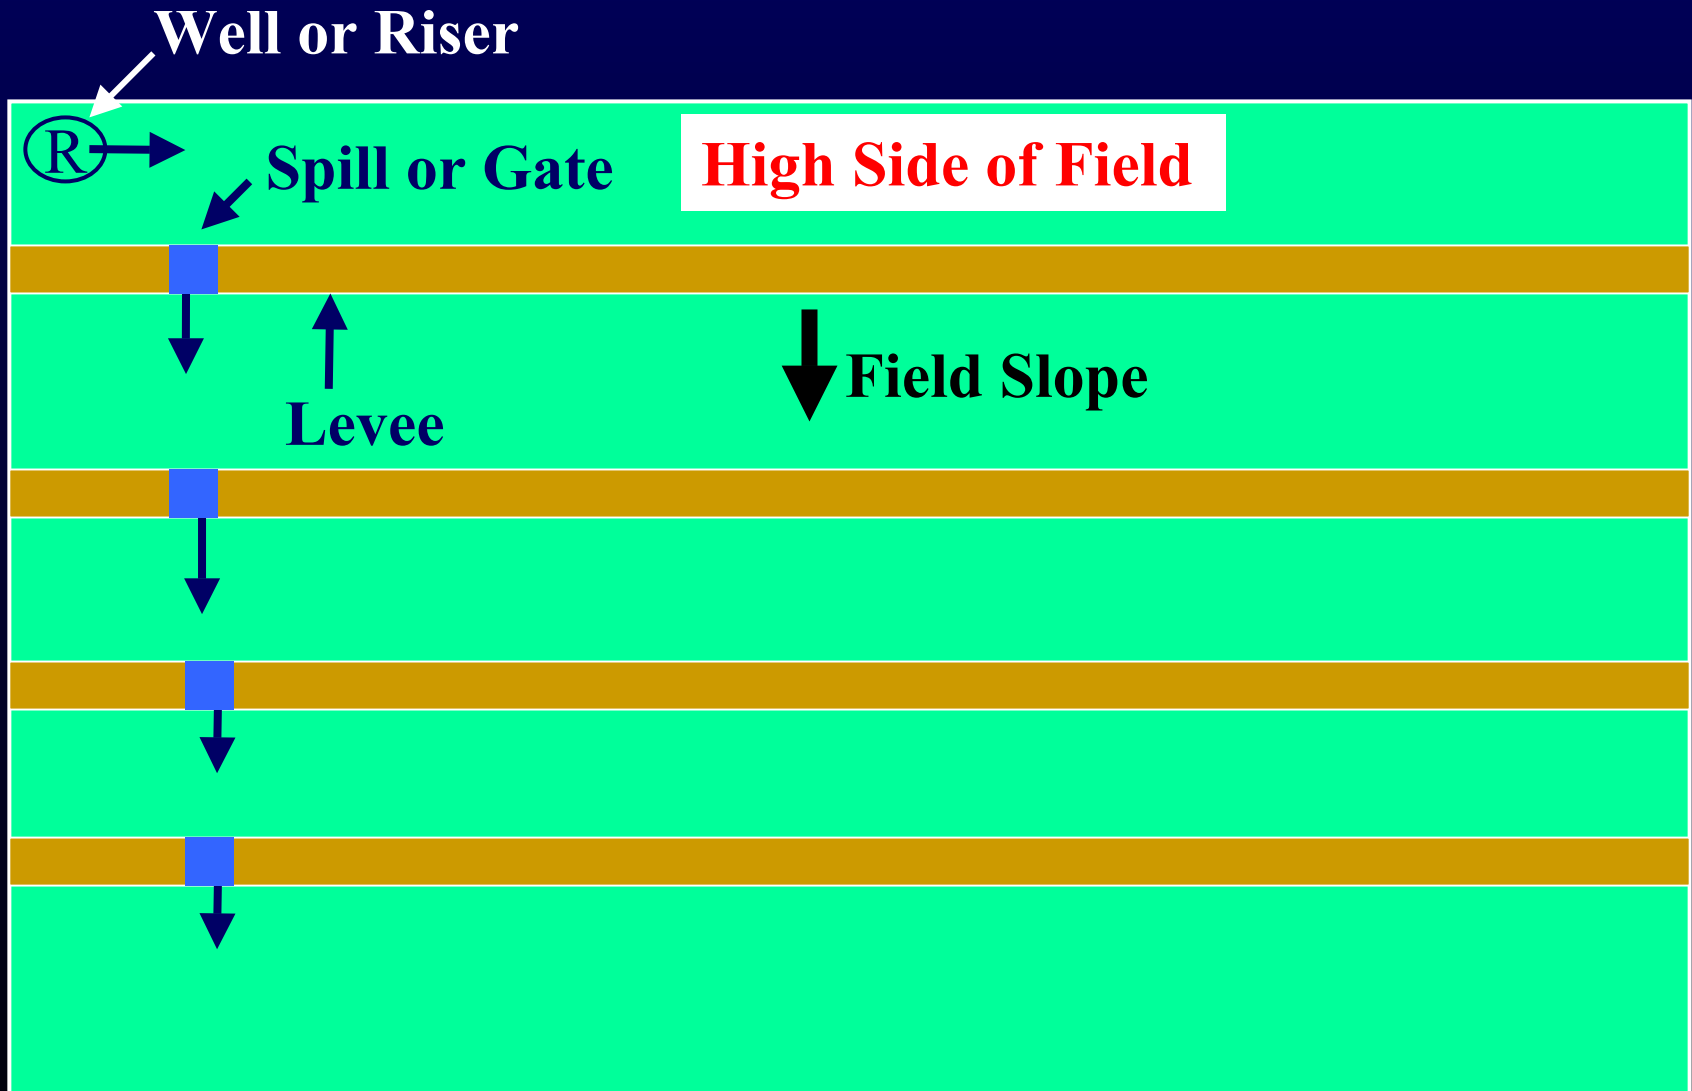 Well or Riser
®
Spill or Gate
High Side of Field
Field Slope
Levee